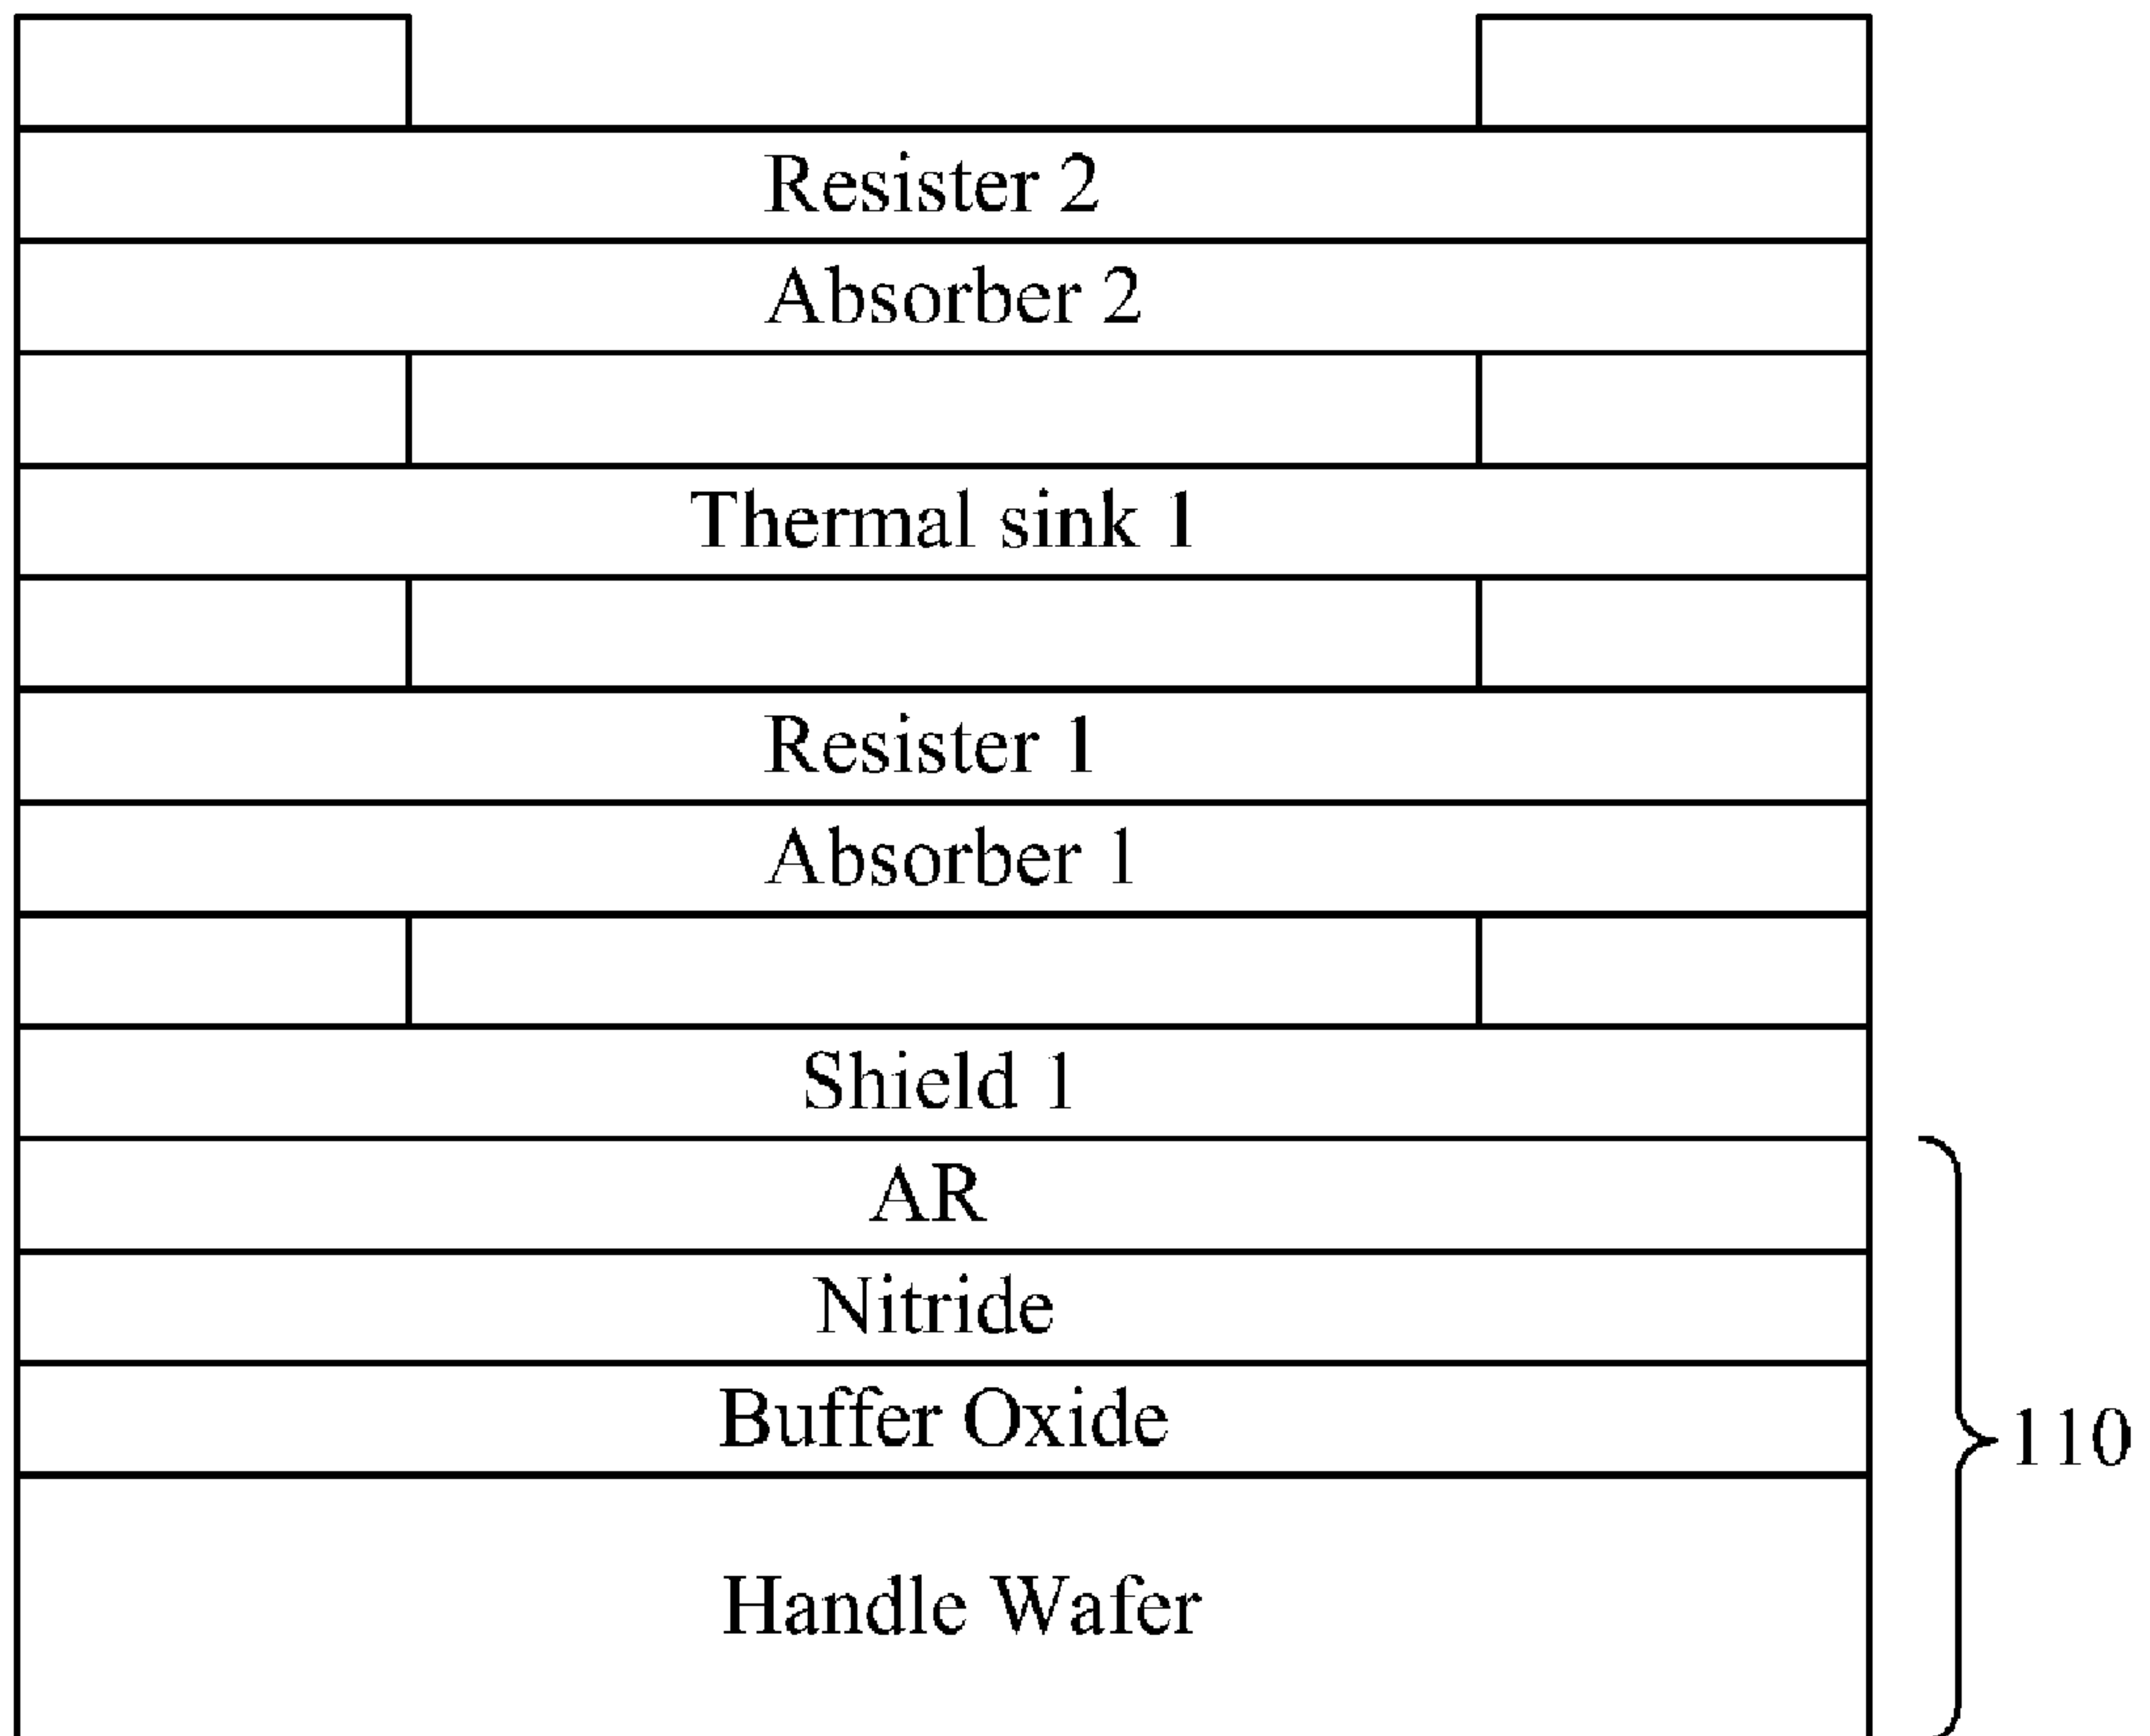 Resister 2
Absorber 2
Thermal sink 1
Resister 1
Absorber 1
Shield 1
AR
Nitride
Buffer Oxide
110
Handle Wafer